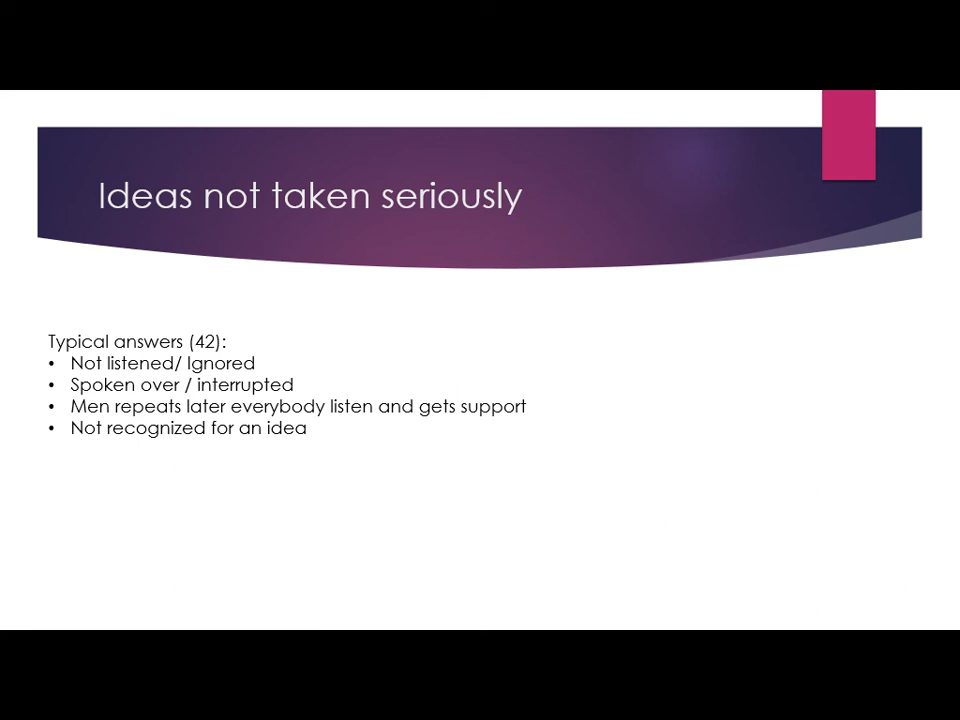 Ideas not taken seriously
Typical answers (42):
• Not listened/ Ignored
• Spoken over / interrupted
• Men repeats later everybody listen and gets support
• Not recognized for an idea